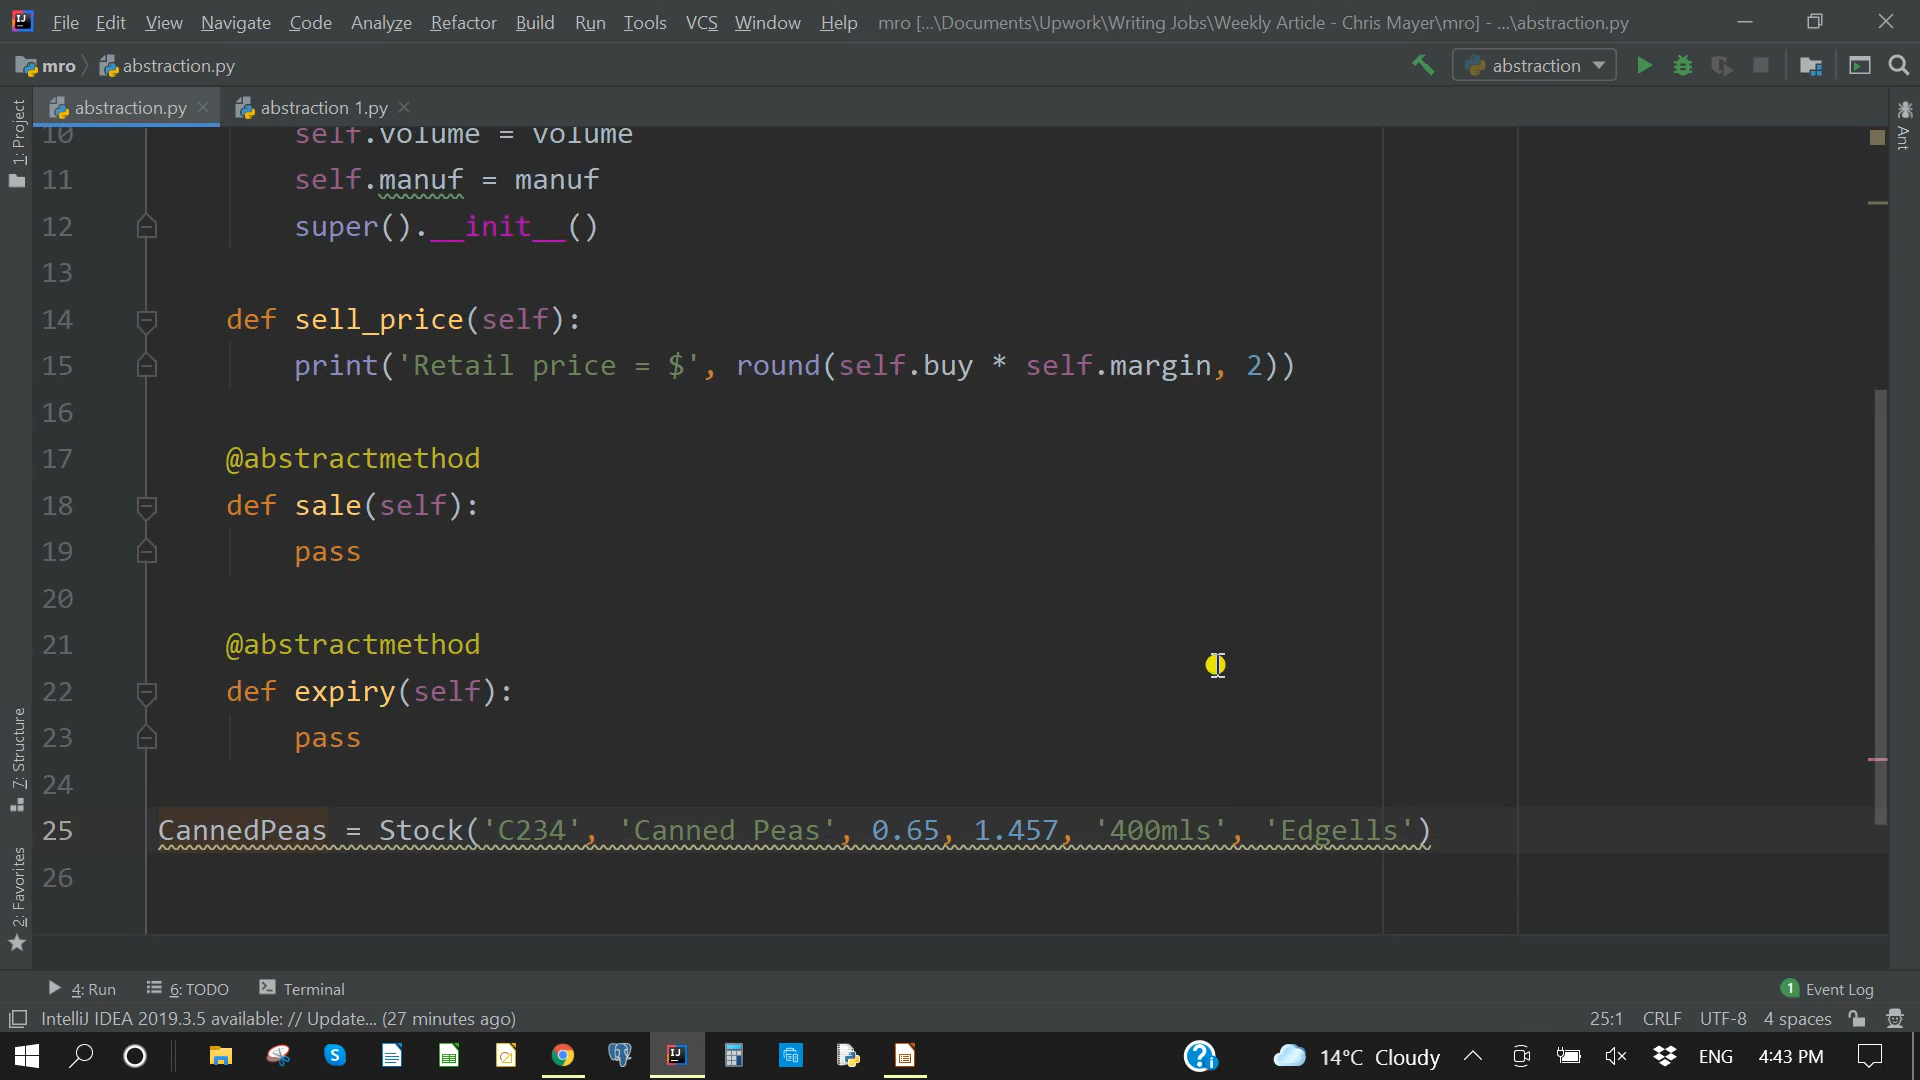 File Edit View Navigate Code Analyze Refactor Build Run Tools VCS Window Help mro [...\Documents\Upwork\Writing Jobs\Weekly Article - Chris Mayer\mro] - ...\abstraction.py
mro abstraction.py abstraction
abstraction.py abstraction 1.py
1: Project
Ant
10 self.volume = volume
11 self.manuf = manuf
12 super().__init__()
13
14 def sell_price(self):
15 print('Retail price = $', round(self.buy * self.margin, 2))
16
17 @abstractmethod
18 def sale(self):
19 pass
20
21 @abstractmethod
22 def expiry(self):
23 pass
24
25 CannedPeas = Stock('C234', 'Canned Peas', 0.65, 1.457, '400mls', 'Edgells')
26
7: Structure
2: Favorites
4: Run 6: TODO Terminal 1 Event Log
IntelliJ IDEA 2019.3.5 available: // Update... (27 minutes ago) 25:1 CRLF UTF-8 4 spaces
14°C Cloudy ENG 4:43 PM